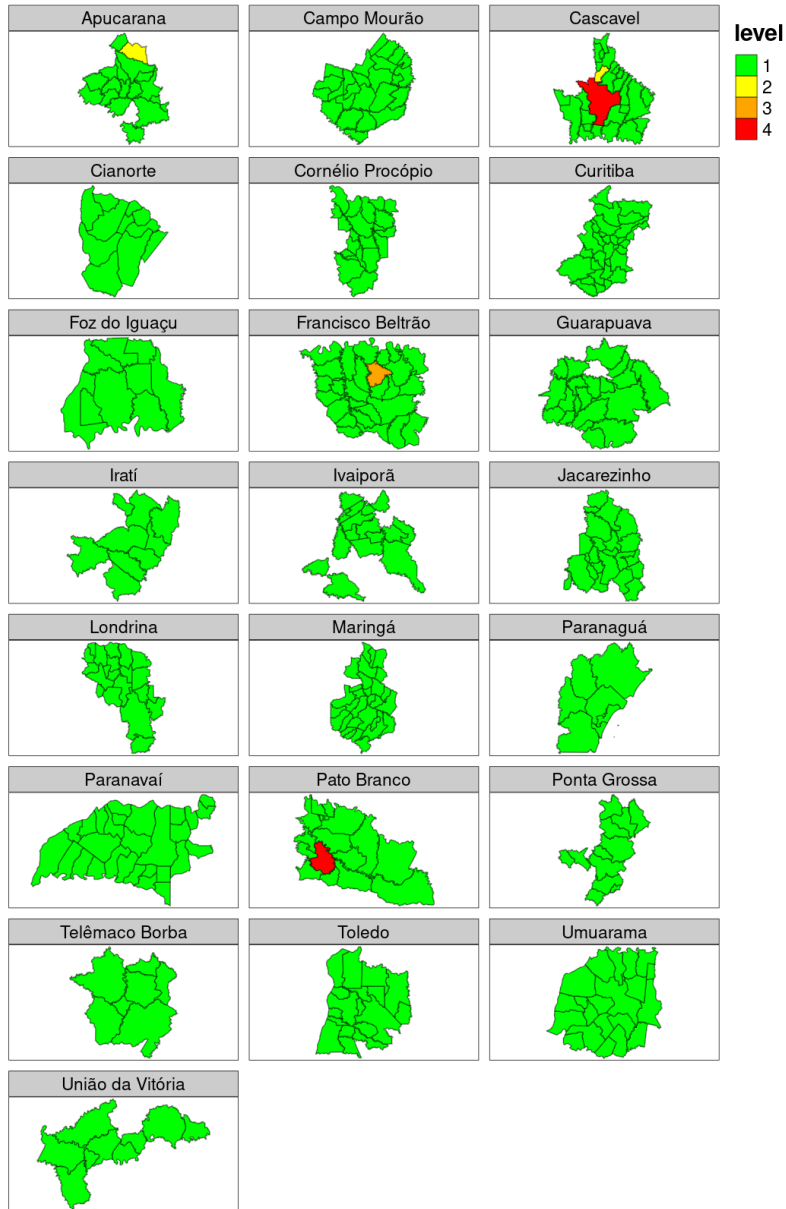 Apucarana
Campo Mourão
Cascavel
level
1
2
3
4
Cianorte
Cornélio Procópio
Curitiba
Foz do Iguaçu
Francisco Beltrão
Guarapuava
Iratí
Ivaiporã
Jacarezinho
Londrina
Maringá
Paranaguá
Paranavaí
Pato Branco
Ponta Grossa
Telêmaco Borba
Toledo
Umuarama
União da Vitória